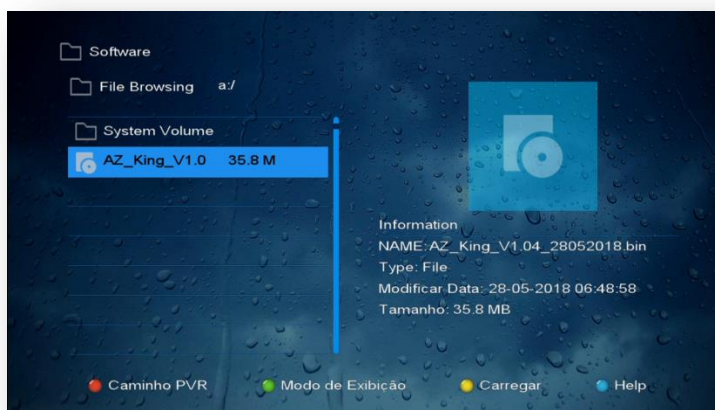 Software
File Browsing a:/
System Volume
AZ_King_V1.0 35.8 M
Information
NAME:AZ_King_V1.04_28052018.bin
Type: File
Modificar Data: 28-05-2018 06:48:58
Tamanho: 35.8 MB
Caminho PVR Modo de Exibição Carregar Help